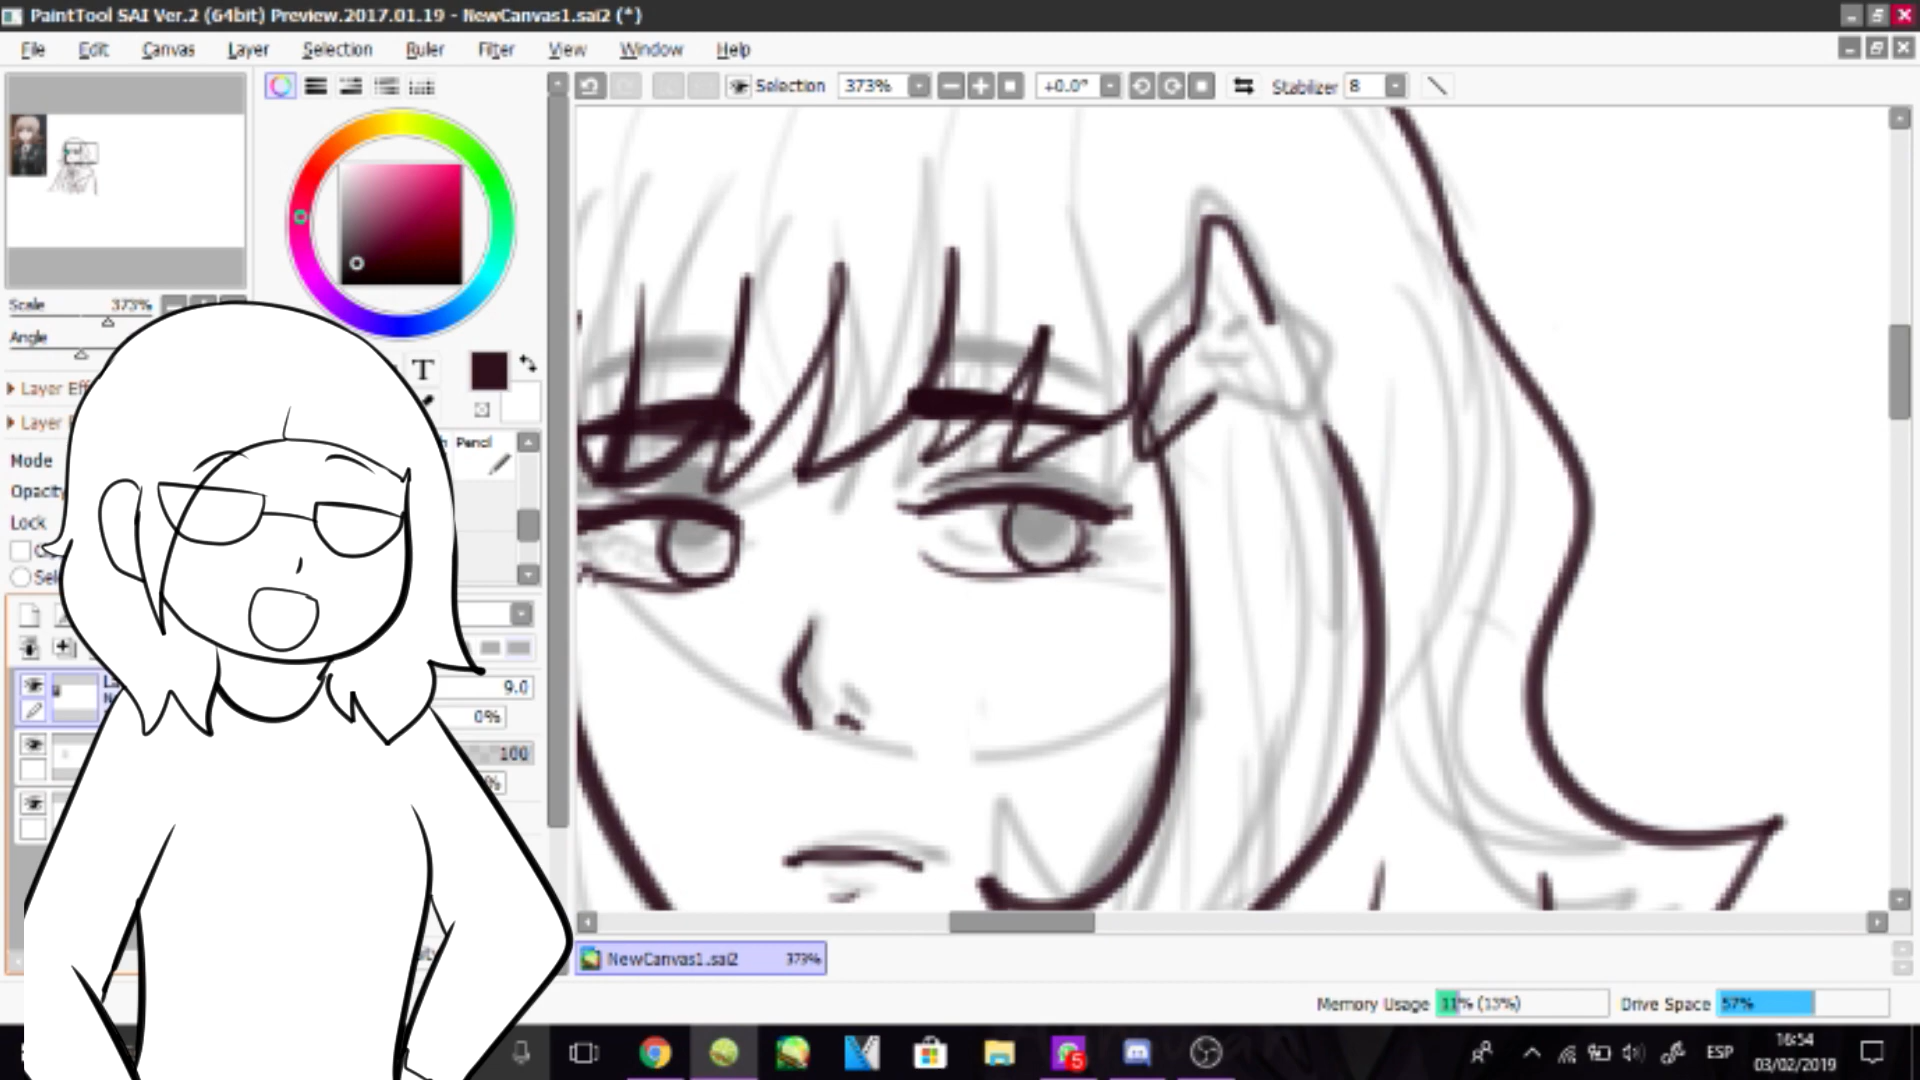 PaintTool SAI Ver.2 (64bit) Preview.2017.01.19 - NewCanvas1.sai2 (*)
File Edit Canvas Layer Selection Ruler Filter View Window Help
Selection 373% +0.0° Stabilizer 8
Scale 373%
Angle
T
Layer
Layer
Pencil
Mode
Lock
9.0
0%
100
%
NewCanvas1.sai2 373%
Memory Usage 11% (13%) Drive Space 57%
5
ESP
16:54
03/02/2019